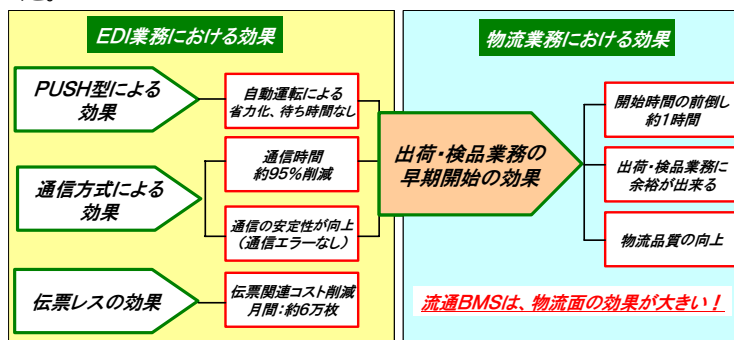 EDI業務における効果
PUSH型による
効果
自動運転による
省力化、待ち時間なし
通信方式による
効果
通信時間
約95%削減
通信の安定性が向上
（通信エラーなし）
伝票レスの効果
伝票関連コスト削減
月間：約6万枚
物流業務における効果
出荷・検品業務の
早期開始の効果
開始時間の前倒し
約1時間
出荷・検品業務に
余裕が出来る
物流品質の向上
流通BMSは、物流面の効果が大きい！